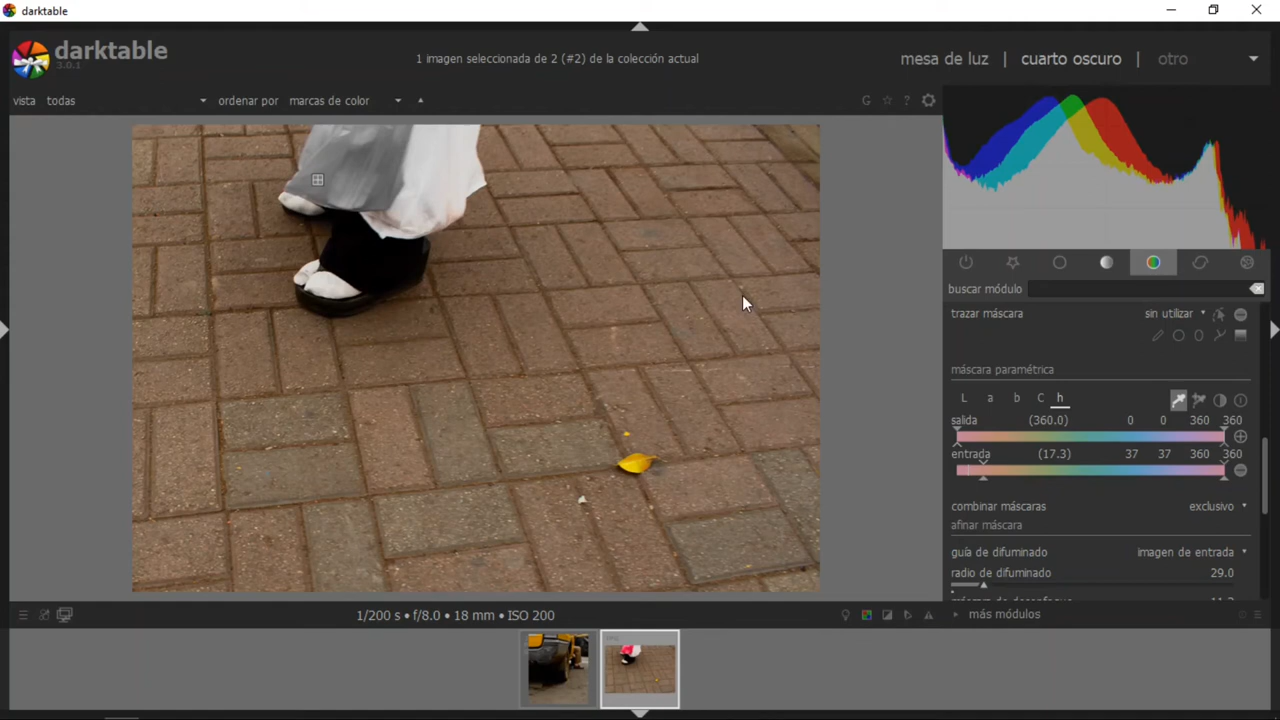 darktable
darktable
3.0.1
1 imagen seleccionada de 2 (#2) de la colección actual
mesa de luz | cuarto oscuro | otro
vista todas ordenar por marcas de color
G ☆ ?
buscar módulo
trazar máscara sin utilizar
máscara paramétrica
L a b C h
salida (360.0) 0 0 360 360
entrada (17.3) 37 37 360 360
combinar máscaras exclusivo
afinar máscara
guía de difuminado imagen de entrada
radio de difuminado 29.0
1/200 s • f/8.0 • 18 mm • ISO 200
más módulos